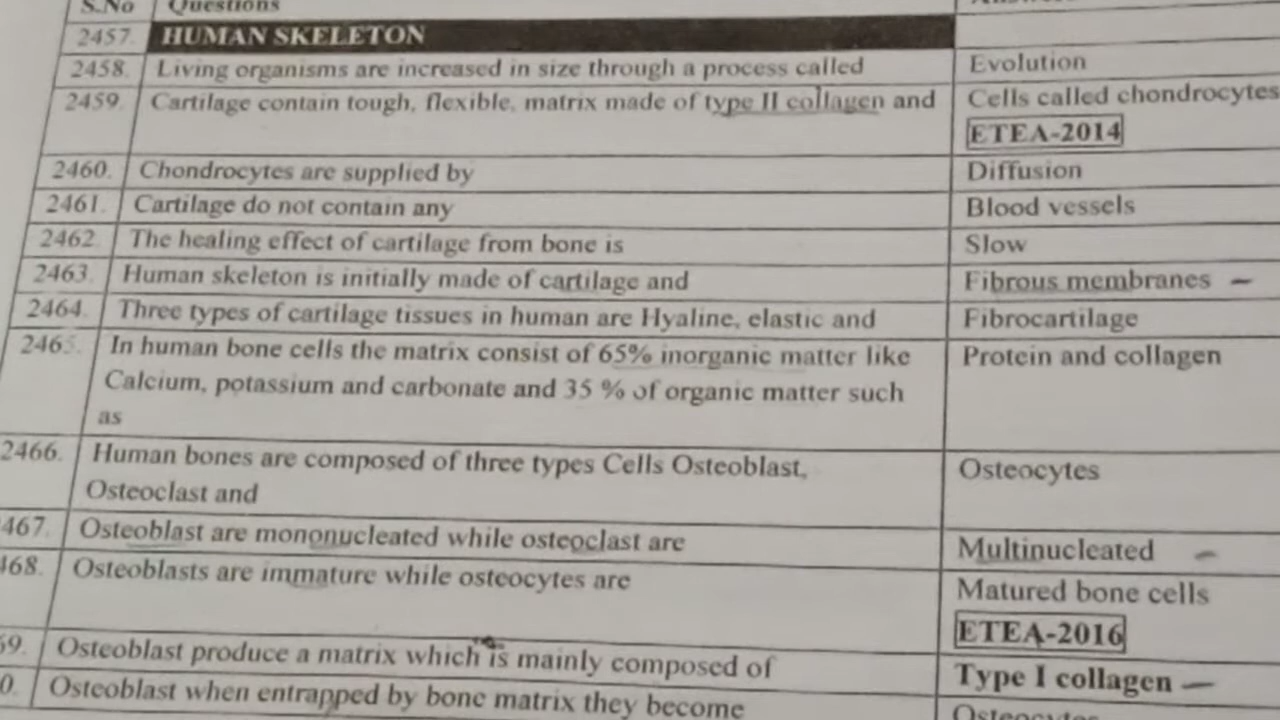 S.No Questions
2457. HUMAN SKELETON
2458. Living organisms are increased in size through a process called Evolution
2459. Cartilage contain tough, flexible, matrix made of type II collagen and Cells called chondrocytes
ETEA-2014
2460. Chondrocytes are supplied by Diffusion
2461. Cartilage do not contain any Blood vessels
2462. The healing effect of cartilage from bone is Slow
2463. Human skeleton is initially made of cartilage and Fibrous membranes
2464. Three types of cartilage tissues in human are Hyaline, elastic and Fibrocartilage
2465. In human bone cells the matrix consist of 65% inorganic matter like Protein and collagen
Calcium, potassium and carbonate and 35 % of organic matter such
as
2466. Human bones are composed of three types Cells Osteoblast, Osteocytes
Osteoclast and
467. Osteoblast are mononucleated while osteoclast are Multinucleated
468. Osteoblasts are immature while osteocytes are Matured bone cells
ETEA-2016
69. Osteoblast produce a matrix which is mainly composed of Type I collagen
0. Osteoblast when entrapped by bone matrix they become